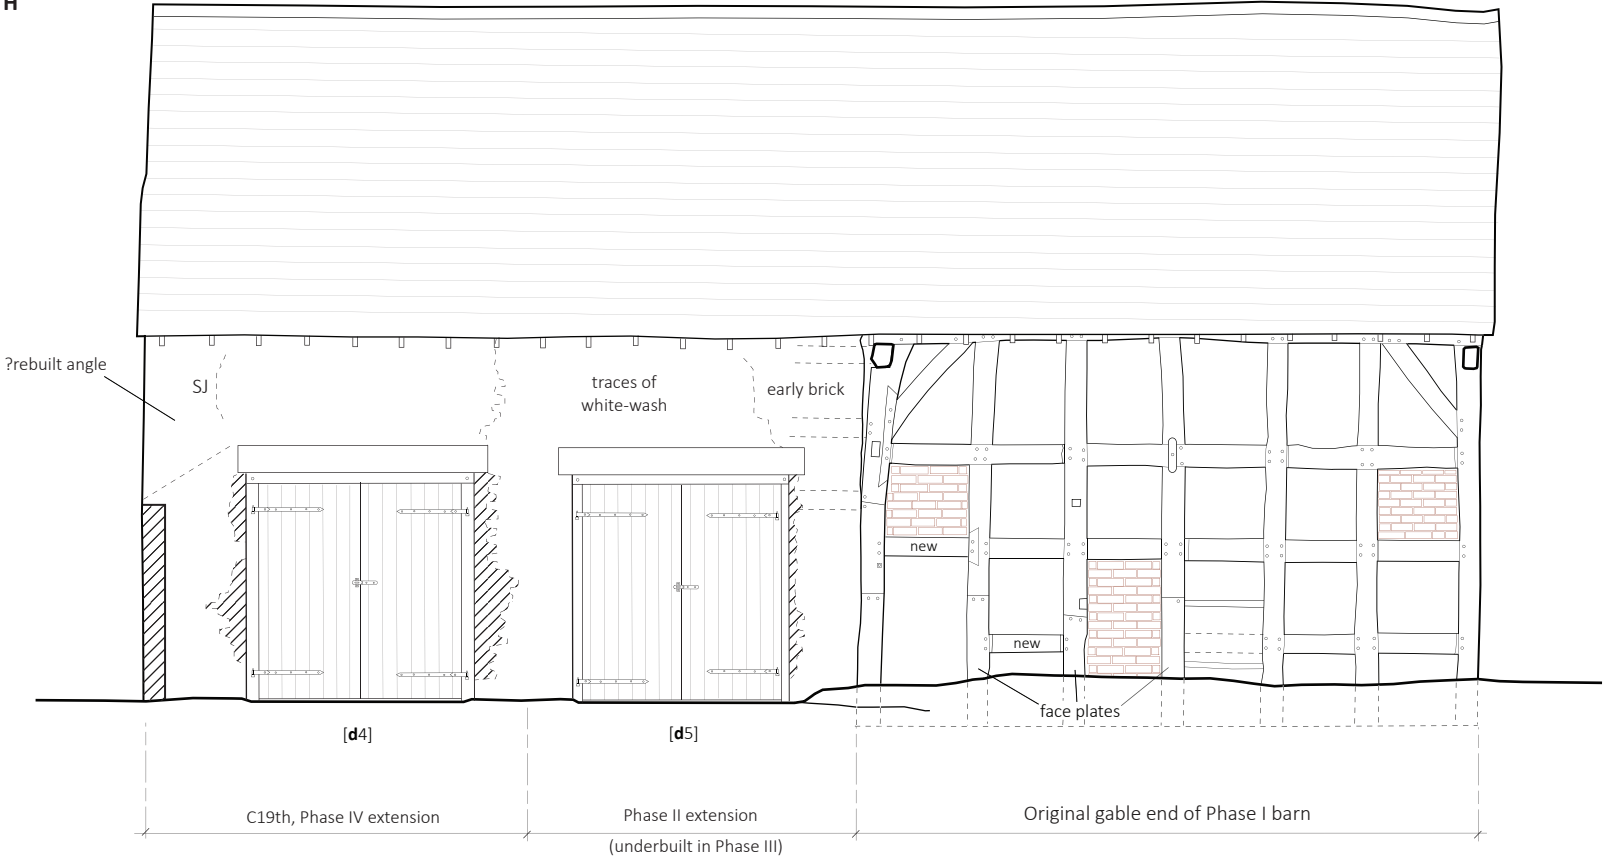 H
?rebuilt angle
SJ
traces of
white-wash
early brick
new
new
face plates
[d4]
[d5]
C19th, Phase IV extension
Phase II extension
(underbuilt in Phase III)
Original gable end of Phase I barn